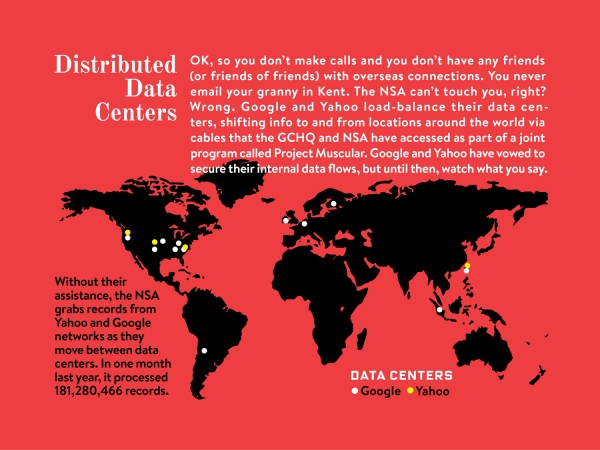 Distributed
Data
Centers
OK, so you don't make calls and you don't have any friends
(or friends of friends) with overseas connections. You never
email your granny in Kent. The NSA can't touch you, right?
Wrong. Google and Yahoo load-balance their data cen-
ters, shifting info to and from locations around the world via
cables that the GCHQ and NSA have accessed as part of a joint
program called Project Muscular. Google and Yahoo have vowed to
secure their internal data flows, but until then, watch what you say.
Without their
assistance, the NSA
grabs records from
Yahoo and Google
networks as they
move between data
centers. In one month
last year, it processed
181,280,466 records.
DATA CENTERS
Google Yahoo